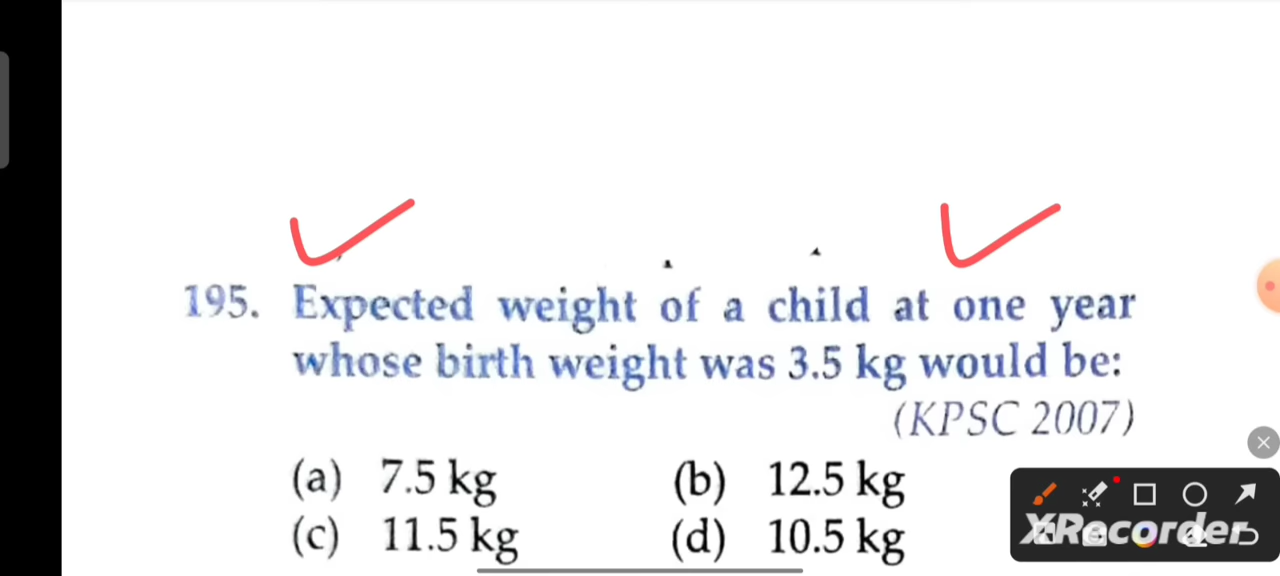 195. Expected weight of a child at one year
whose birth weight was 3.5 kg would be:
(KPSC 2007)
(a) 7.5 kg (b) 12.5 kg
(c) 11.5 kg (d) 10.5 kg
XRecorder